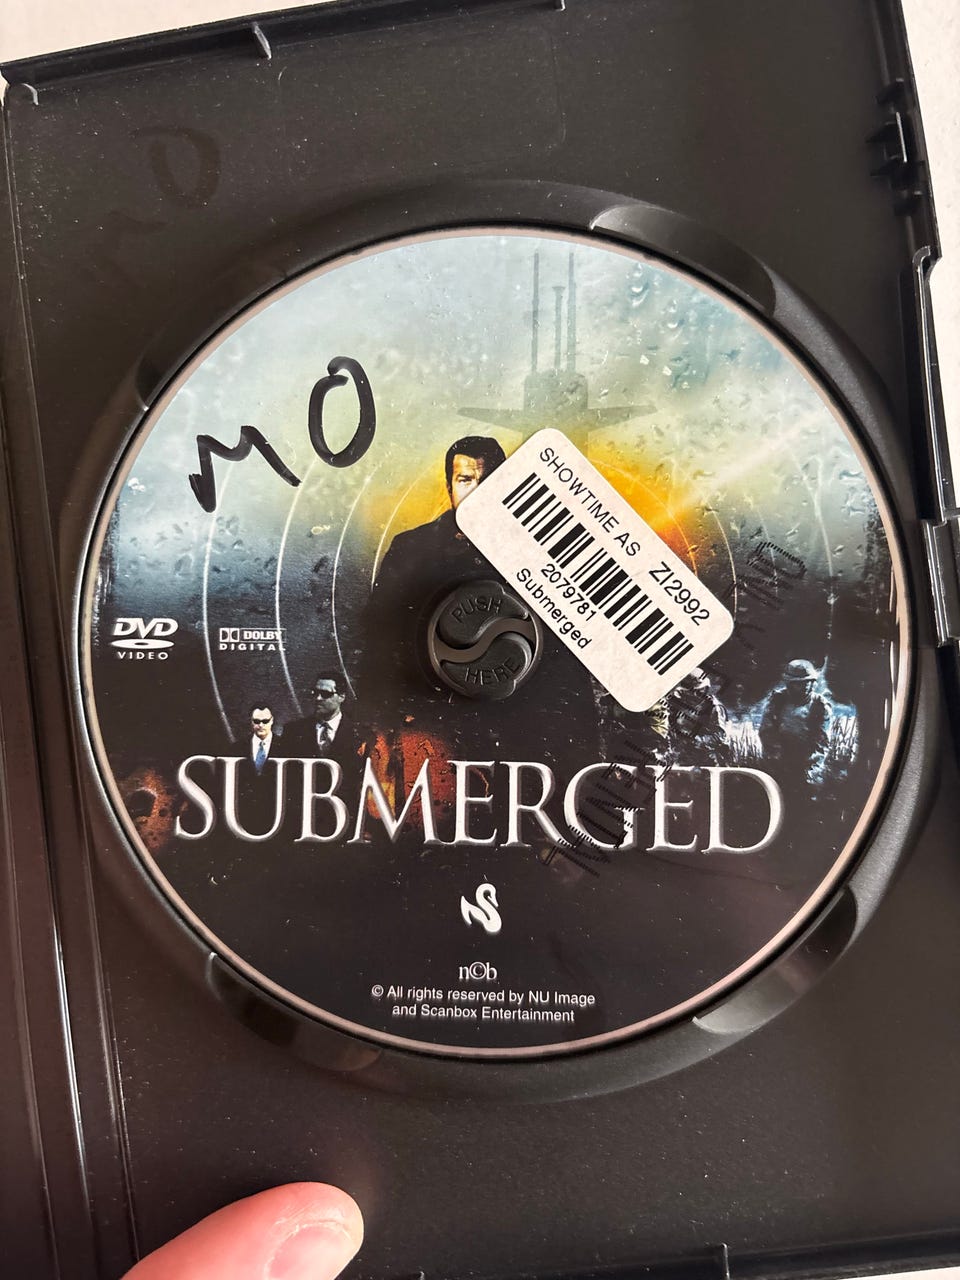 MO
MO
SHOWTIME AS ZI2992
2079781
Submerged
PUSH
HERE
DVD
VIDEO
DOLBY
DIGITAL
SUBMERGED
n©b
© All rights reserved by NU Image
and Scanbox Entertainment